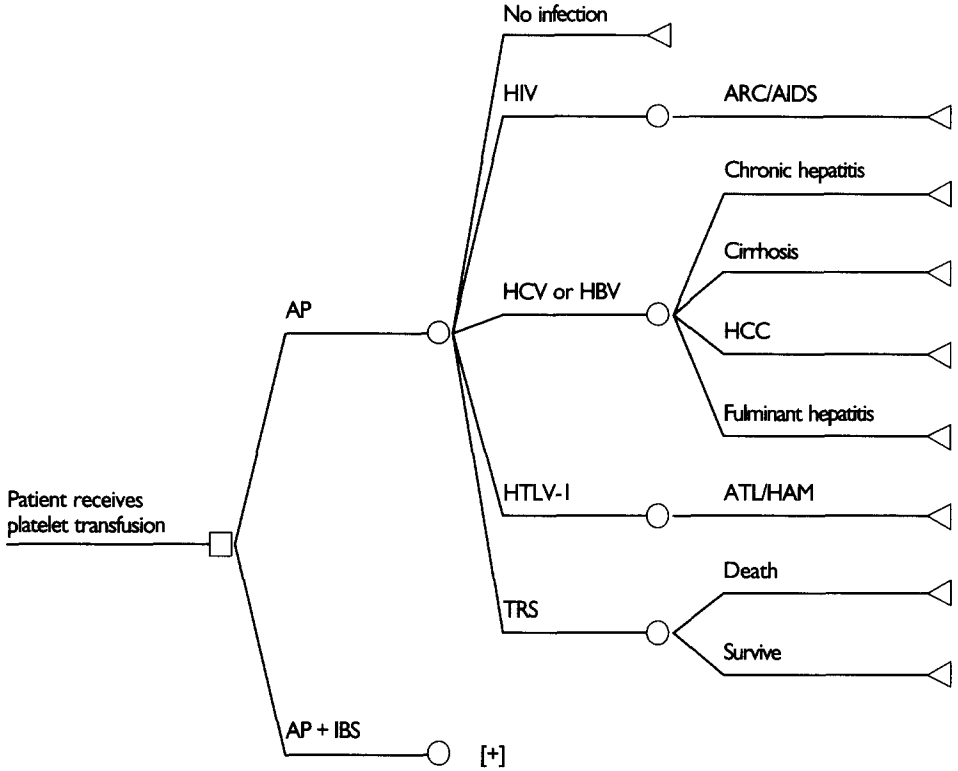 No infection
HIV
ARC/AIDS
Chronic hepatitis
Cirrhosis
HCV or HBV
AP
HCC
Fulminant hepatitis
Patient receives
platelet transfusion
HTLV-1
ATL/HAM
Death
TRS
Survive
AP + IBS
[+]